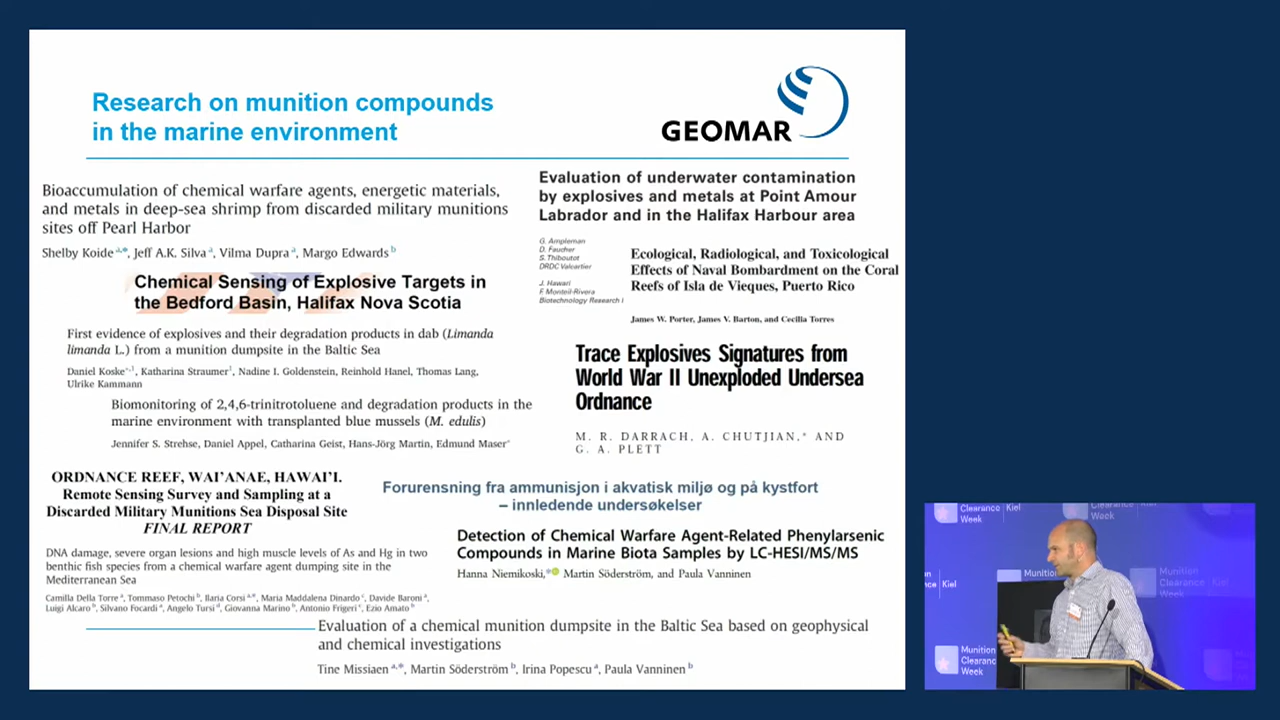 Research on munition compounds
in the marine environment
GEOMAR
Bioaccumulation of chemical warfare agents, energetic materials,
and metals in deep-sea shrimp from discarded military munitions
sites off Pearl Harbor
Shelby Koide a,*, Jeff A.K. Silva a, Vilma Dupra a, Margo Edwards b
Chemical Sensing of Explosive Targets in
the Bedford Basin, Halifax Nova Scotia
First evidence of explosives and their degradation products in dab (Limanda
limanda L.) from a munition dumpsite in the Baltic Sea
Daniel Koske*,1, Katharina Straumer1, Nadine I. Goldenstein, Reinhold Hanel, Thomas Lang,
Ulrike Kammann
Biomonitoring of 2,4,6-trinitrotoluene and degradation products in the
marine environment with transplanted blue mussels (M. edulis)
Jennifer S. Strehse, Daniel Appel, Catharina Geist, Hans-Jörg Martin, Edmund Maser*
ORDNANCE REEF, WAI'ANAE, HAWAI'I.
Remote Sensing Survey and Sampling at a
Discarded Military Munitions Sea Disposal Site
FINAL REPORT
DNA damage, severe organ lesions and high muscle levels of As and Hg in two
benthic fish species from a chemical warfare agent dumping site in the
Mediterranean Sea
Camilla Della Torre a, Tommaso Petochi b, Ilaria Corsi a,*, Maria Maddalena Dinardo c, Davide Baroni a,
Luigi Alcaro b, Silvano Focardi a, Angelo Tursi d, Giovanna Marino b, Antonio Frigeri c, Ezio Amato b
Evaluation of underwater contamination
by explosives and metals at Point Amour
Labrador and in the Halifax Harbour area
G. Ampleman
D. Faucher
S. Thiboutot
DRDC Valcartier
J. Hawari
F. Monteil-Rivera
Biotechnology Research I
Ecological, Radiological, and Toxicological
Effects of Naval Bombardment on the Coral
Reefs of Isla de Vieques, Puerto Rico
James W. Porter, James V. Barton, and Cecilia Torres
Trace Explosives Signatures from
World War II Unexploded Undersea
Ordnance
M. R. DARRACH, A. CHUTJIAN,* AND
G. A. PLETT
Forurensning fra ammunisjon i akvatisk miljø og på kystfort
– innledende undersøkelser
Detection of Chemical Warfare Agent-Related Phenylarsenic
Compounds in Marine Biota Samples by LC-HESI/MS/MS
Hanna Niemikoski,* Martin Söderström, and Paula Vanninen
Evaluation of a chemical munition dumpsite in the Baltic Sea based on geophysical
and chemical investigations
Tine Missiaen a,*, Martin Söderström b, Irina Popescu a, Paula Vanninen b
Clearance
Week
Kiel
Clearance
Week
Kiel
Munition
Munition
Clearance
Week
Munition
Clearance
Week